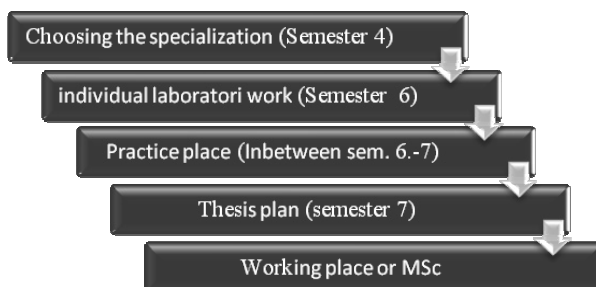 Choosing the specialization (Semester 4)
individual laboratori work (Semester 6)
Practice place (Inbetween sem. 6.-7)
Thesis plan (semester 7)
Working place or MSc